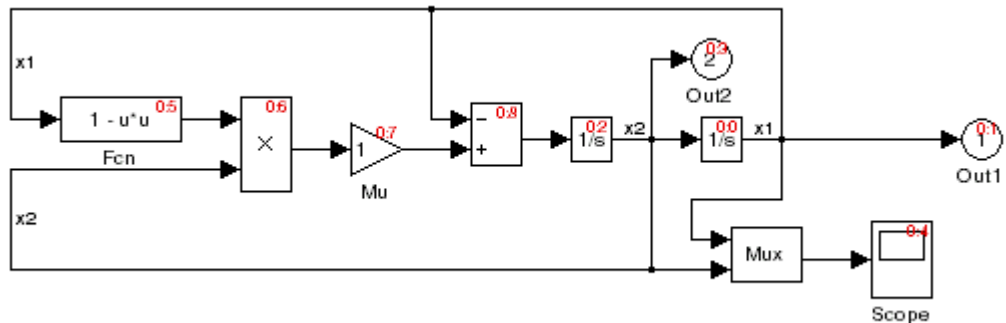 x1
1 - u*u
0:5
Fcn
0:6
×
0:7
1
Mu
0:8
−
+
0:2
1/s
x2
0:3
2
Out2
0:0
1/s
x1
0:1
1
Out1
x2
Mux
0:4
Scope